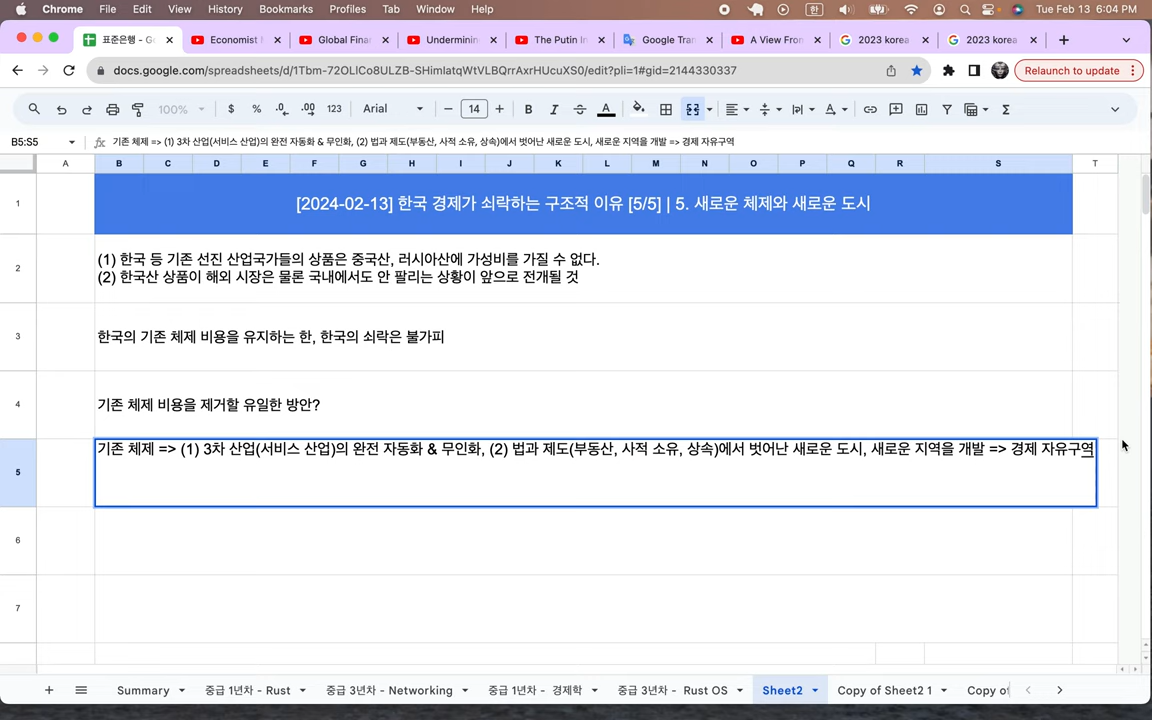 Chrome File Edit View History Bookmarks Profiles Tab Window Help 한 Tue Feb 13 6:04 PM
표준은행 - G Economist Global Finan Undermining The Putin In Google Tran A View From 2023 korea 2023 korea
docs.google.com/spreadsheets/d/1Tbm-72OLlCo8ULZB-SHimlatqWtVLBQrrAxrHUcuXS0/edit?pli=1#gid=2144330337 Relaunch to update
100% $ % .0 .00 123 Arial 14 B I A
B5:S5 fx 기존 체제 => (1) 3차 산업(서비스 산업)의 완전 자동화 & 무인화, (2) 법과 제도(부동산, 사적 소유, 상속)에서 벗어난 새로운 도시, 새로운 지역을 개발 => 경제 자유구역
A B C D E F G H I J K L M N O P Q R S T
1 [2024-02-13] 한국 경제가 쇠락하는 구조적 이유 [5/5] | 5. 새로운 체제와 새로운 도시
(1) 한국 등 기존 선진 산업국가들의 상품은 중국산, 러시아산에 가성비를 가질 수 없다.
2
(2) 한국산 상품이 해외 시장은 물론 국내에서도 안 팔리는 상황이 앞으로 전개될 것
3 한국의 기존 체제 비용을 유지하는 한, 한국의 쇠락은 불가피
4 기존 체제 비용을 제거할 유일한 방안?
기존 체제 => (1) 3차 산업(서비스 산업)의 완전 자동화 & 무인화, (2) 법과 제도(부동산, 사적 소유, 상속)에서 벗어난 새로운 도시, 새로운 지역을 개발 => 경제 자유구역
5
6
7
Summary 중급 1년차 - Rust 중급 3년차 - Networking 중급 1년차 - 경제학 중급 3년차 - Rust OS Sheet2 Copy of Sheet2 1 Copy of